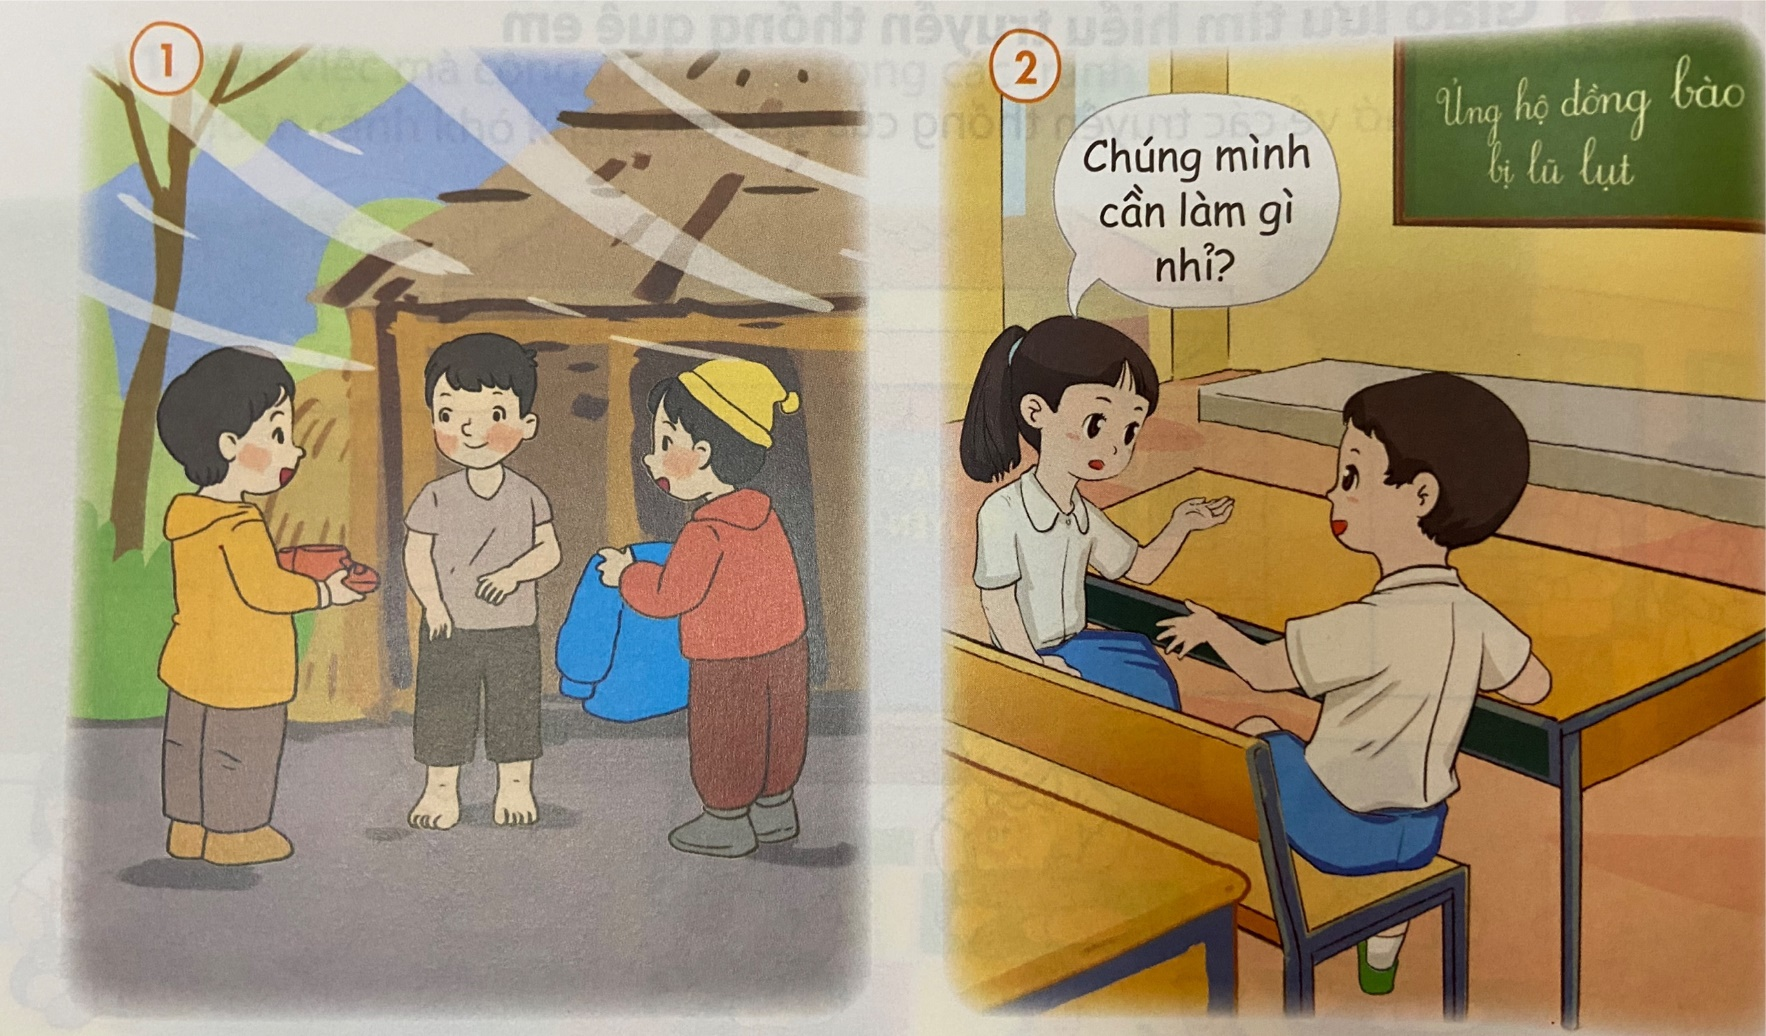 1
2
Chúng mình
cần làm gì
nhỉ?
Ủng hộ đồng bào
bị lũ lụt